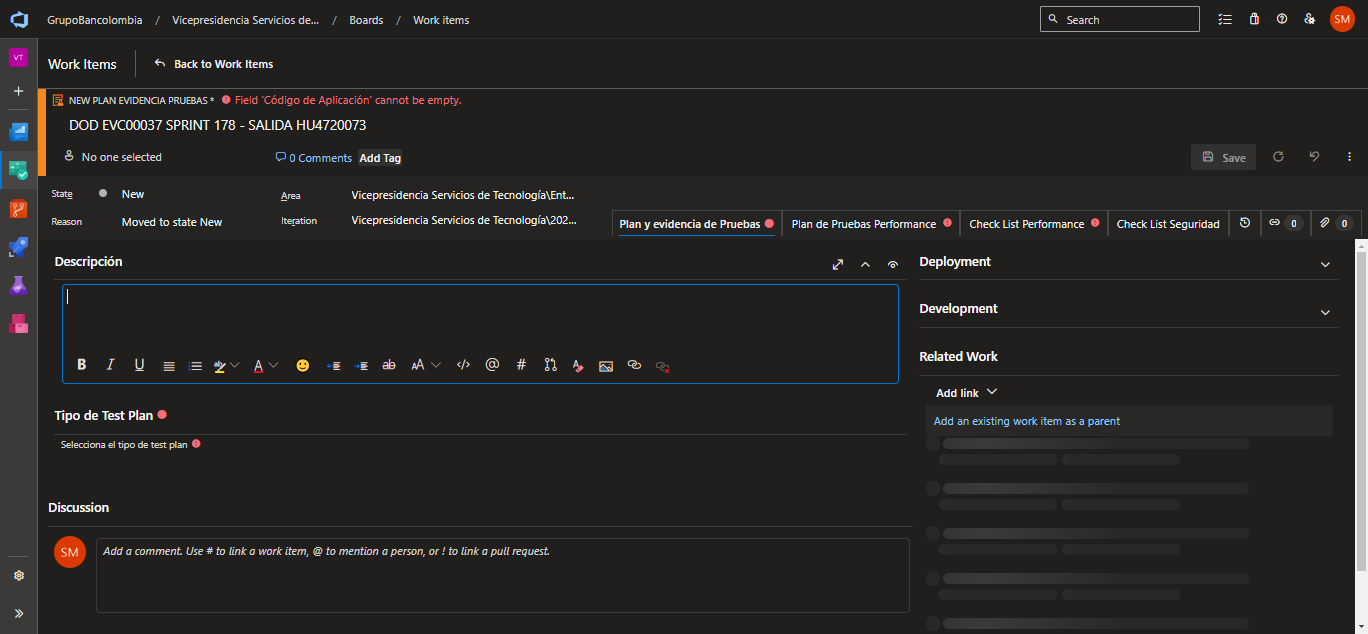 GrupoBancolombia / Vicepresidencia Servicios de... / Boards / Work items
Search
SM
VT
Work Items
Back to Work Items
NEW PLAN EVIDENCIA PRUEBAS * Field 'Código de Aplicación' cannot be empty.
DOD EVC00037 SPRINT 178 - SALIDA HU4720073
No one selected
0 Comments
Add Tag
Save
State
New
Area
Vicepresidencia Servicios de Tecnología\Ent...
Reason
Moved to state New
Iteration
Vicepresidencia Servicios de Tecnología\202...
Plan y evidencia de Pruebas
Plan de Pruebas Performance
Check List Performance
Check List Seguridad
0
0
Descripción
B I U A ab AA </> @ #
Tipo de Test Plan
Selecciona el tipo de test plan
Discussion
SM
Add a comment. Use # to link a work item, @ to mention a person, or ! to link a pull request.
Deployment
Development
Related Work
Add link
Add an existing work item as a parent